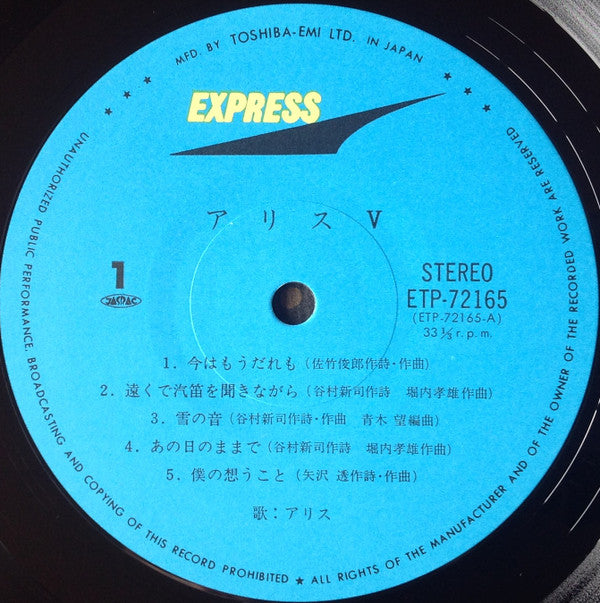 MFD. BY TOSHIBA-EMI LTD. IN JAPAN
EXPRESS
アリス V
1
JASRAC
STEREO
ETP-72165
(ETP-72165-A)
33⅓ r.p.m.
1. 今はもうだれも (佐竹俊郎作詩・作曲)
2. 遠くで汽笛を聞きながら (谷村新司作詩 堀内孝雄作曲)
3. 雪の音 (谷村新司作詩・作曲 青木 望編曲)
4. あの日のままで (谷村新司作詩 堀内孝雄作曲)
5. 僕の想うこと (矢沢 透作詩・作曲)
歌：アリス
UNAUTHORIZED PUBLIC PERFORMANCE, BROADCASTING AND COPYING OF THIS RECORD PROHIBITED ★ ALL RIGHTS OF THE MANUFACTURER AND OF THE OWNER OF THE RECORDED WORK ARE RESERVED